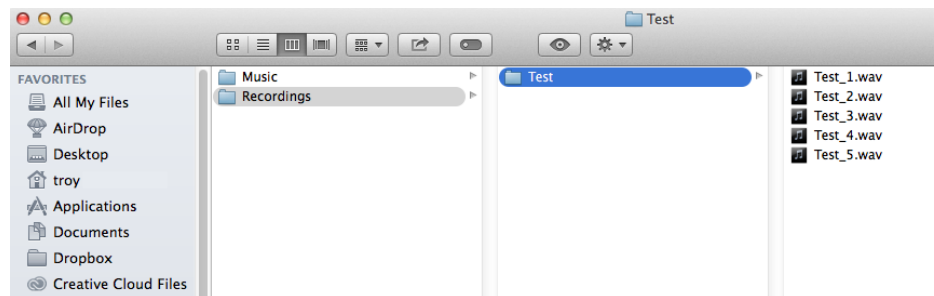 Test
FAVORITES
All My Files
AirDrop
Desktop
troy
Applications
Documents
Dropbox
Creative Cloud Files
Music
Recordings
Test
Test_1.wav
Test_2.wav
Test_3.wav
Test_4.wav
Test_5.wav